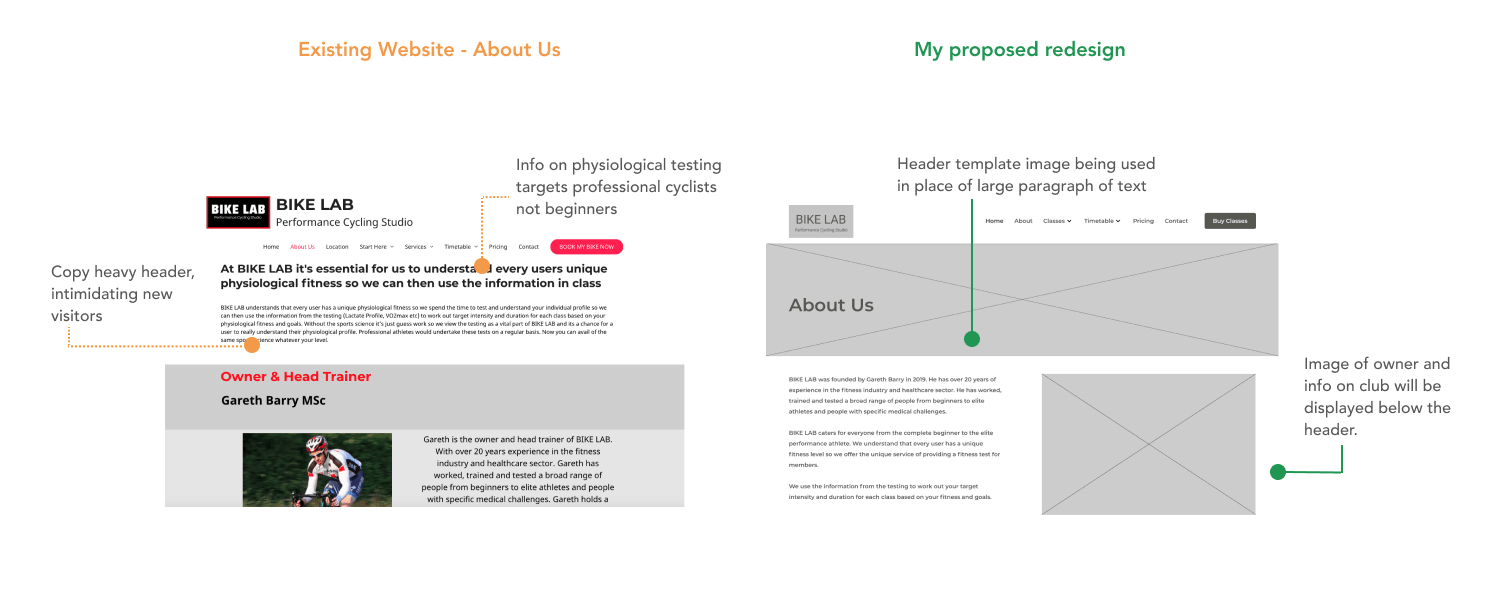 Existing Website - About Us
My proposed redesign
Info on physiological testing
targets professional cyclists
not beginners
BIKE LAB
Performance Cycling Studio
BIKE LAB
Performance Cycling Studio
Home About Us Location Start Here Services Timetable Pricing Contact BOOK MY BIKE NOW
Copy heavy header,
intimidating new
visitors
At BIKE LAB it's essential for us to understand every users unique
physiological fitness so we can then use the information in class
BIKE LAB understands that every user has a unique physiological fitness so we spend the time to test and understand your individual profile so we
can then use the information from the testing (Lactate Profile, VO2max etc) to work out target intensity and duration for each class based on your
physiological fitness and goals. Without the sports science it's just guess work so we view the testing as a vital part of BIKE LAB and its a chance for a
user to really understand their physiological profile. Professional athletes would undertake these tests on a regular basis. Now you can avail of the
same sports science whatever your level.
Owner & Head Trainer
Gareth Barry MSc
Gareth is the owner and head trainer of BIKE LAB.
With over 20 years experience in the fitness
industry and healthcare sector. Gareth has
worked, trained and tested a broad range of
people from beginners to elite athletes and people
with specific medical challenges. Gareth holds a
Header template image being used
in place of large paragraph of text
BIKE LAB
Performance Cycling Studio
Home About Classes Timetable Pricing Contact Buy Classes
About Us
BIKE LAB was founded by Gareth Barry in 2019. He has over 20 years of
experience in the fitness industry and healthcare sector. He has worked,
trained and tested a broad range of people from beginners to elite
athletes and people with specific medical challenges.
BIKE LAB caters for everyone from the complete beginner to the elite
performance athlete. We understand that every user has a unique
fitness level so we offer the unique service of providing a fitness test for
members.
We use the information from the testing to work out your target
intensity and duration for each class based on your fitness and goals.
Image of owner and
info on club will be
displayed below the
header.